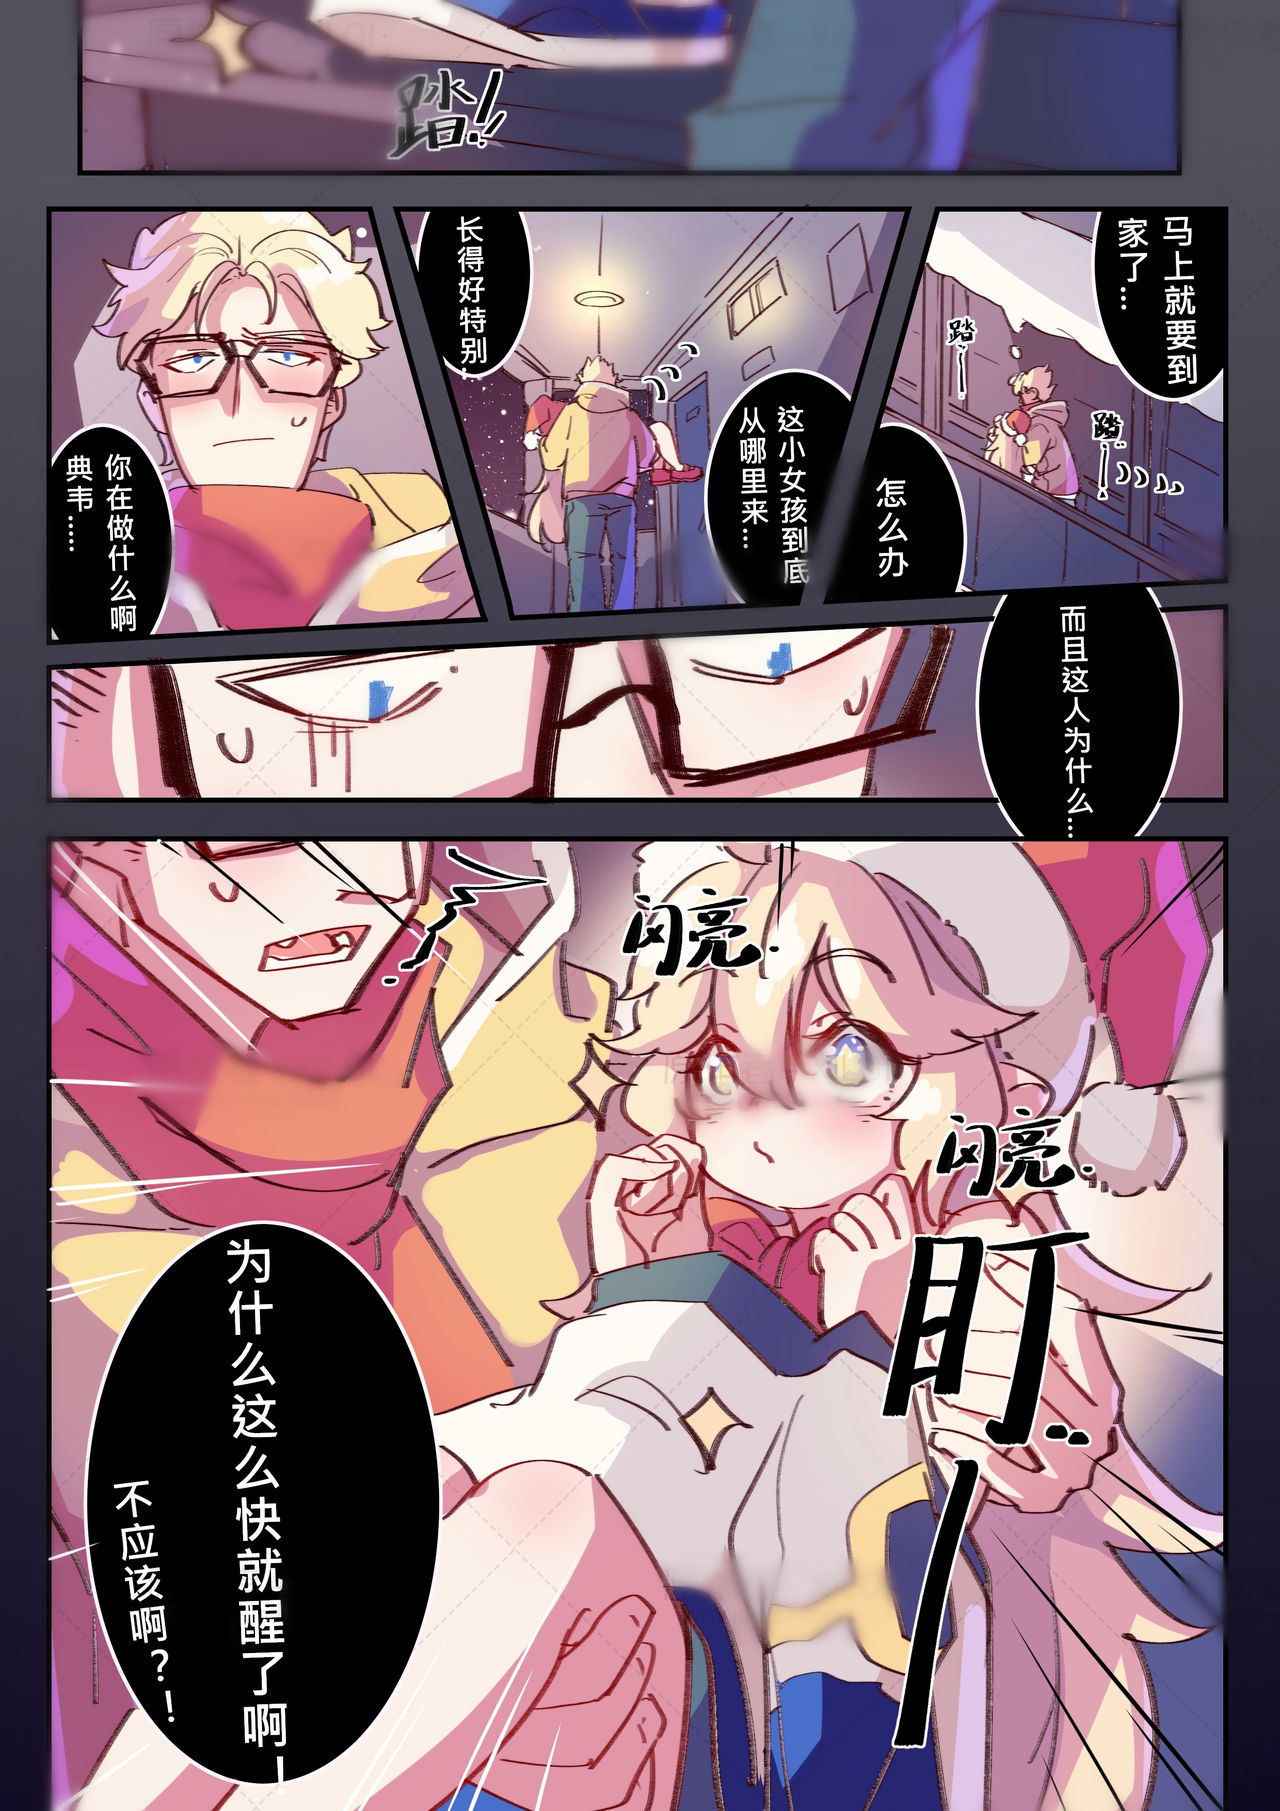 踏!!
马上就要到
家了…
踏
踏
怎么办
这小女孩到底
从哪里来…
长得好特别…
你在做什么啊
典韦……
而且这人为什么…
闪亮.
闪亮.
盯..
为什么这么快就醒了啊!
不应该啊?!